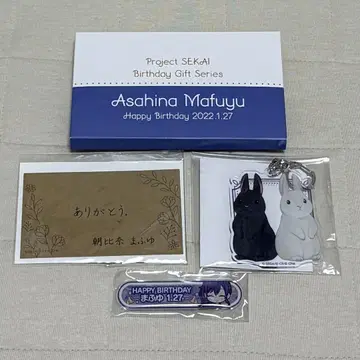 Project SEKAI
Birthday Gift Series
Asahina Mafuyu
Happy Birthday 2022.1.27
ありがとう。
朝比奈 まふゆ
HAPPY BIRTHDAY
まふゆ 1.27